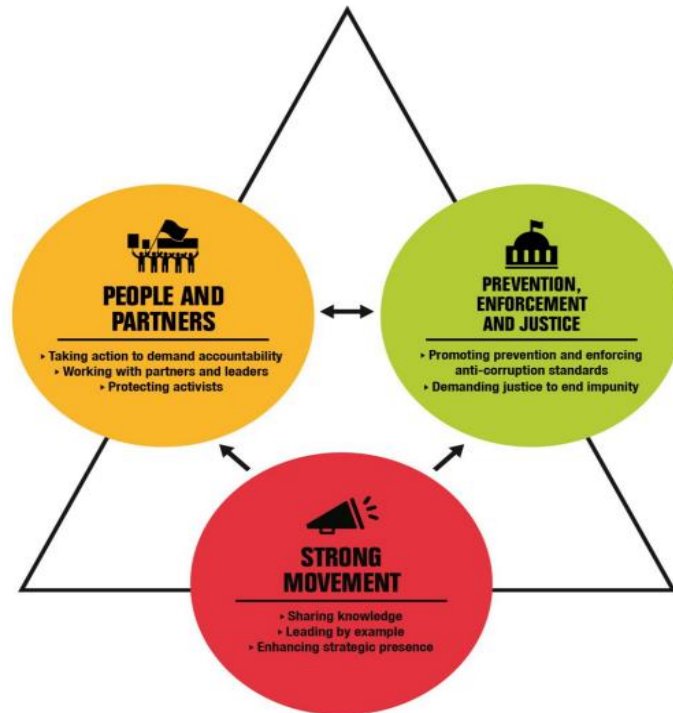 PEOPLE AND
PARTNERS
▸ Taking action to demand accountability
▸ Working with partners and leaders
▸ Protecting activists
PREVENTION,
ENFORCEMENT
AND JUSTICE
▸ Promoting prevention and enforcing
anti-corruption standards
▸ Demanding justice to end impunity
STRONG
MOVEMENT
▸ Sharing knowledge
▸ Leading by example
▸ Enhancing strategic presence